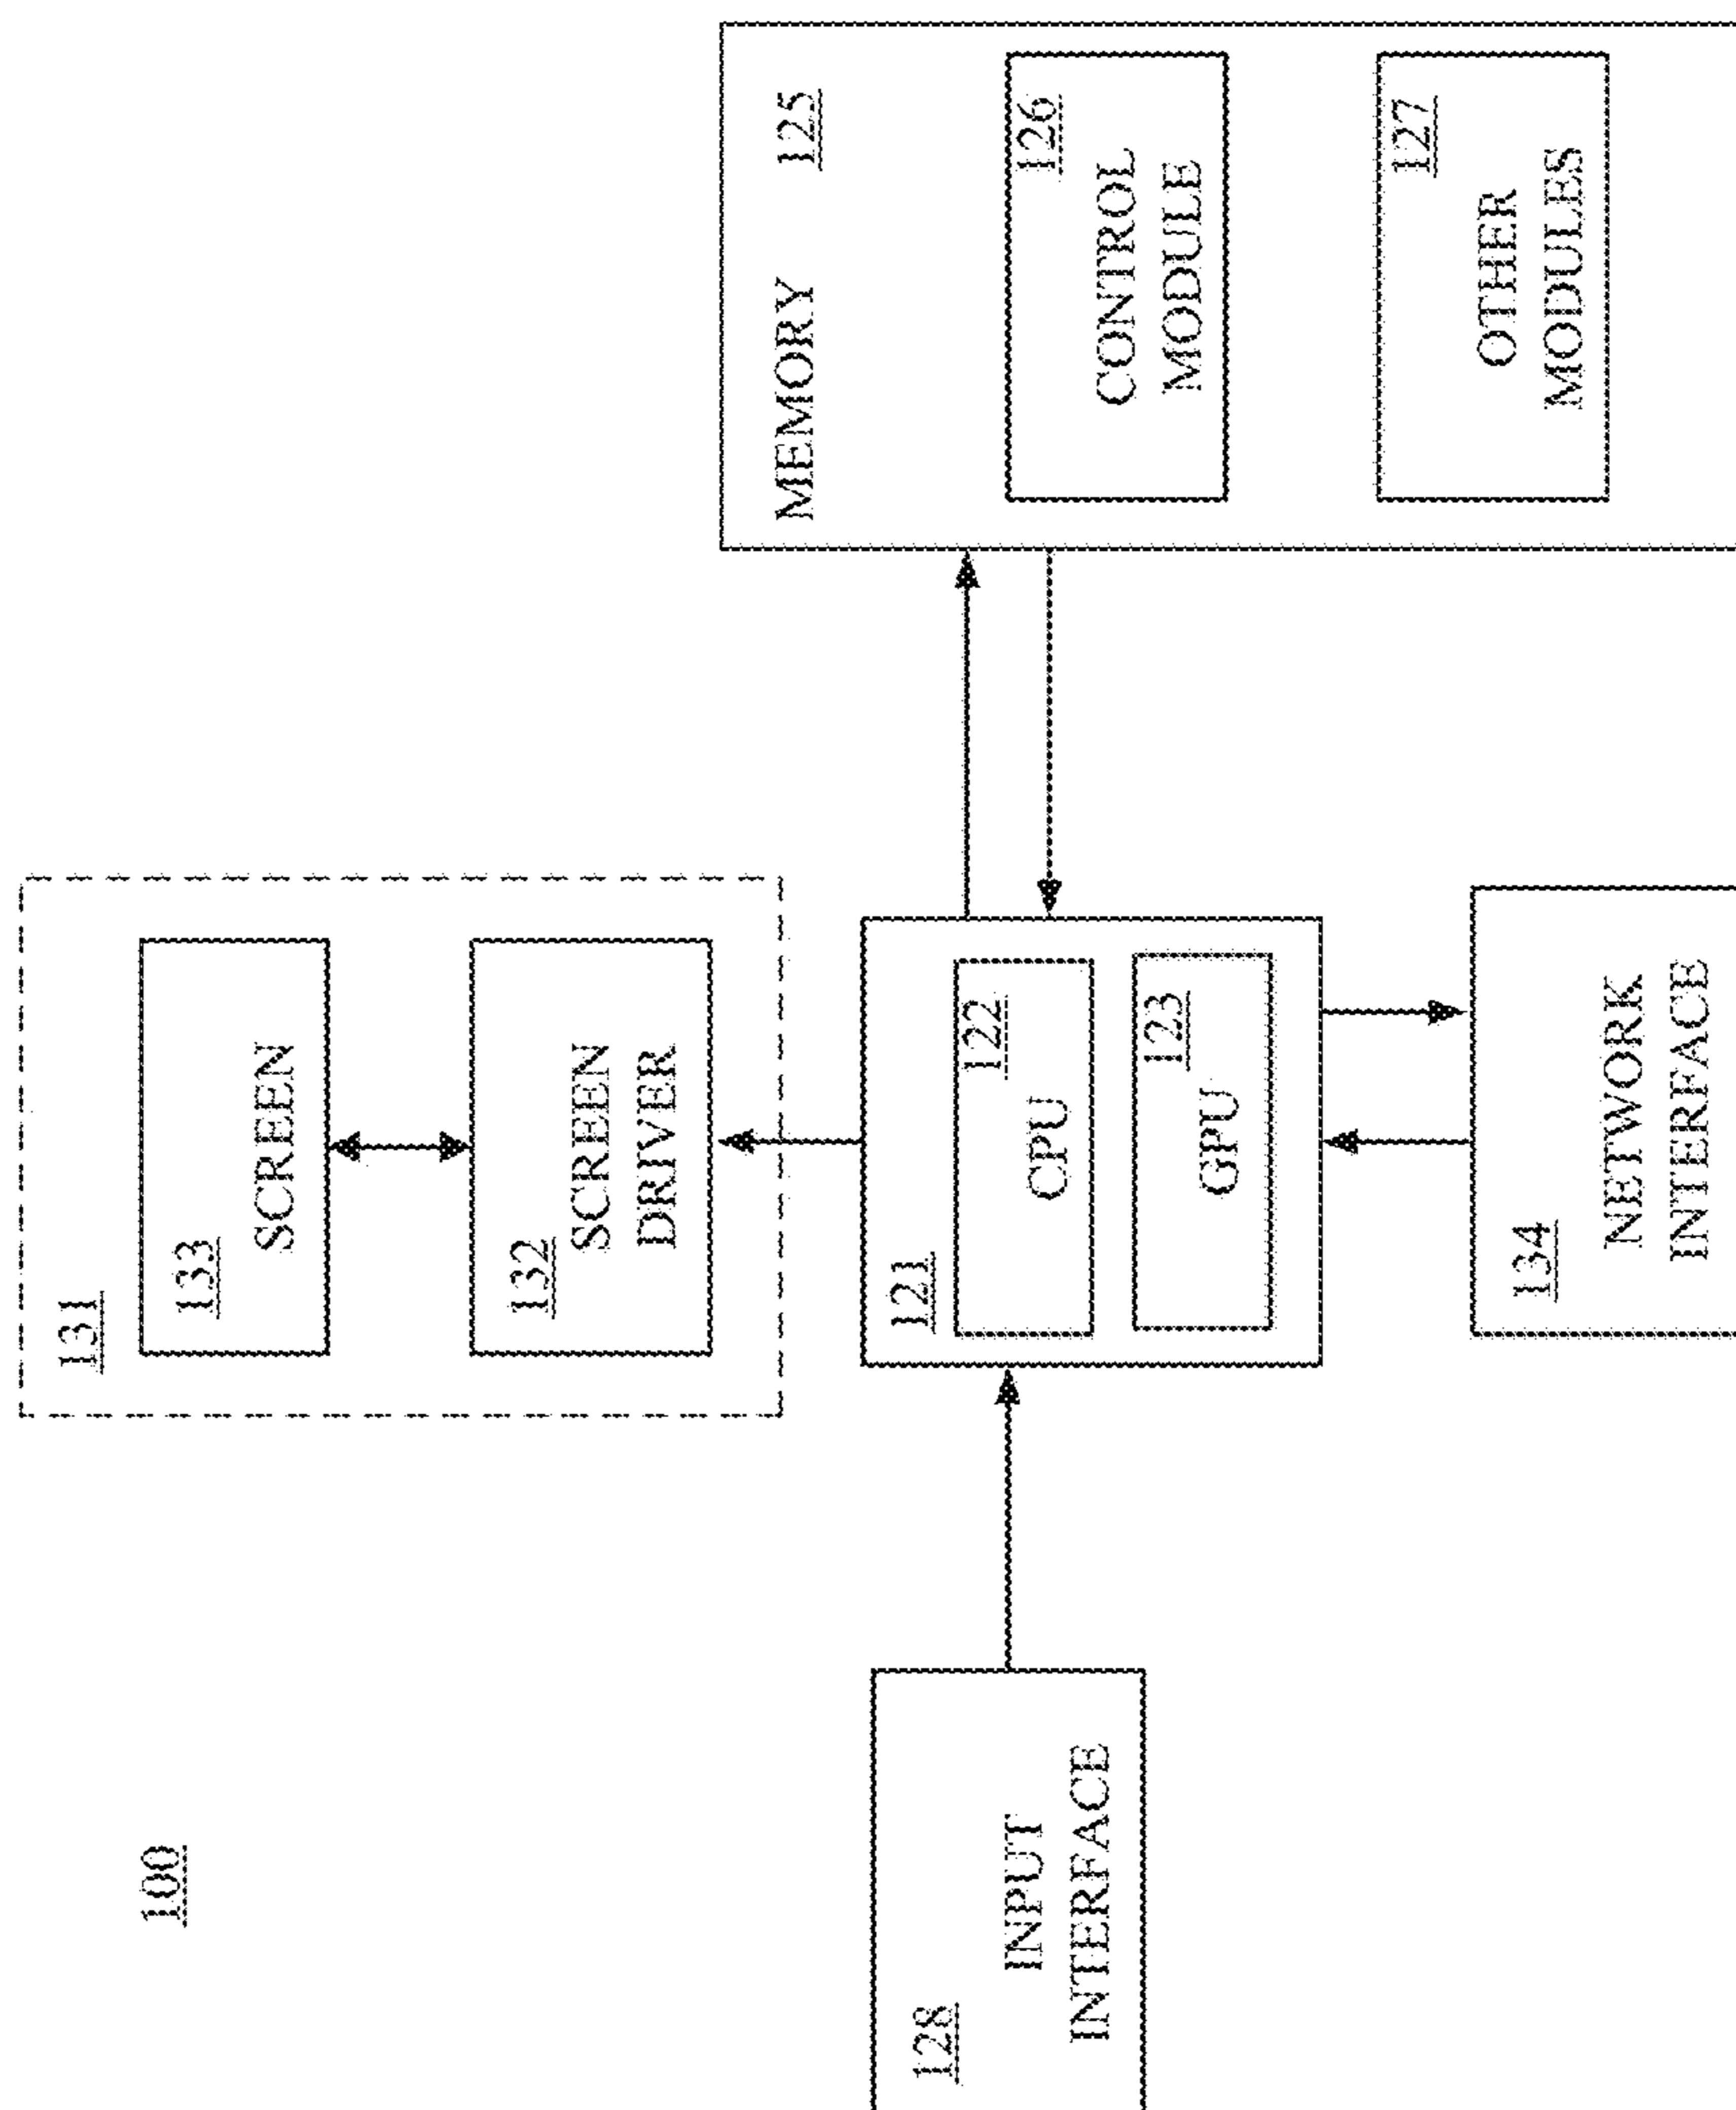 100
131
133
SCREEN
132
SCREEN
DRIVER
128
INPUT
INTERFACE
121
122
CPU
123
GPU
134
NETWORK
INTERFACE
MEMORY 125
126
CONTROL
MODULE
127
OTHER
MODULES